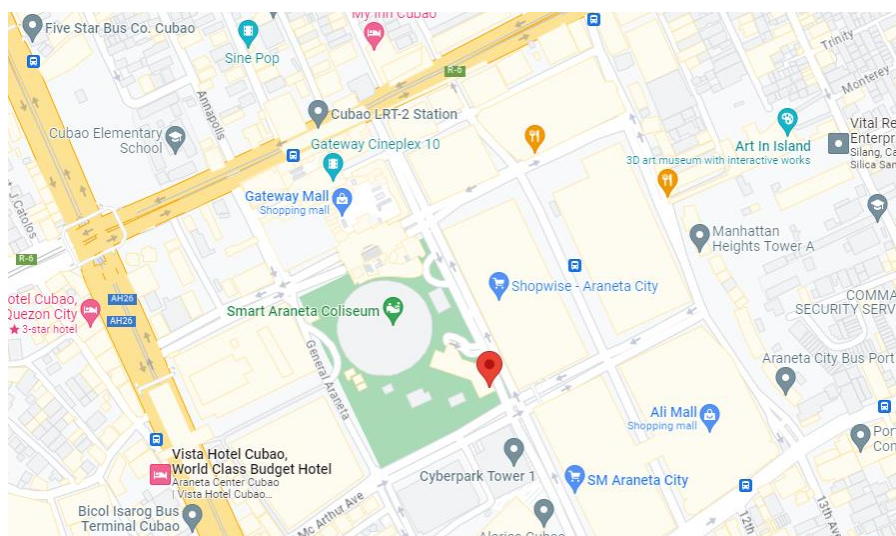 Five Star Bus Co. Cubao
My Inn Cubao
Sine Pop
Trinity
Monterey
R-6
Annapolis
Cubao LRT-2 Station
Cubao Elementary
School
Gateway Cineplex 10
Art In Island
3D art museum with interactive works
Vital Re
Enterpr
Silang, Ca
Silica San
J Catolos
Gateway Mall
Shopping mall
Manhattan
Heights Tower A
R-6
Shopwise - Araneta City
otel Cubao,
Quezon City
3-star hotel
AH26
AH26
Smart Araneta Coliseum
COMMA
SECURITY SERV
General Araneta
Araneta City Bus Port
Ali Mall
Shopping mall
Por
Con
Vista Hotel Cubao,
World Class Budget Hotel
Araneta Center Cubao
| Vista Hotel Cubao...
Cyberpark Tower 1
SM Araneta City
Bicol Isarog Bus
Terminal Cubao
Mc Arthur Ave
12th
13th Ave